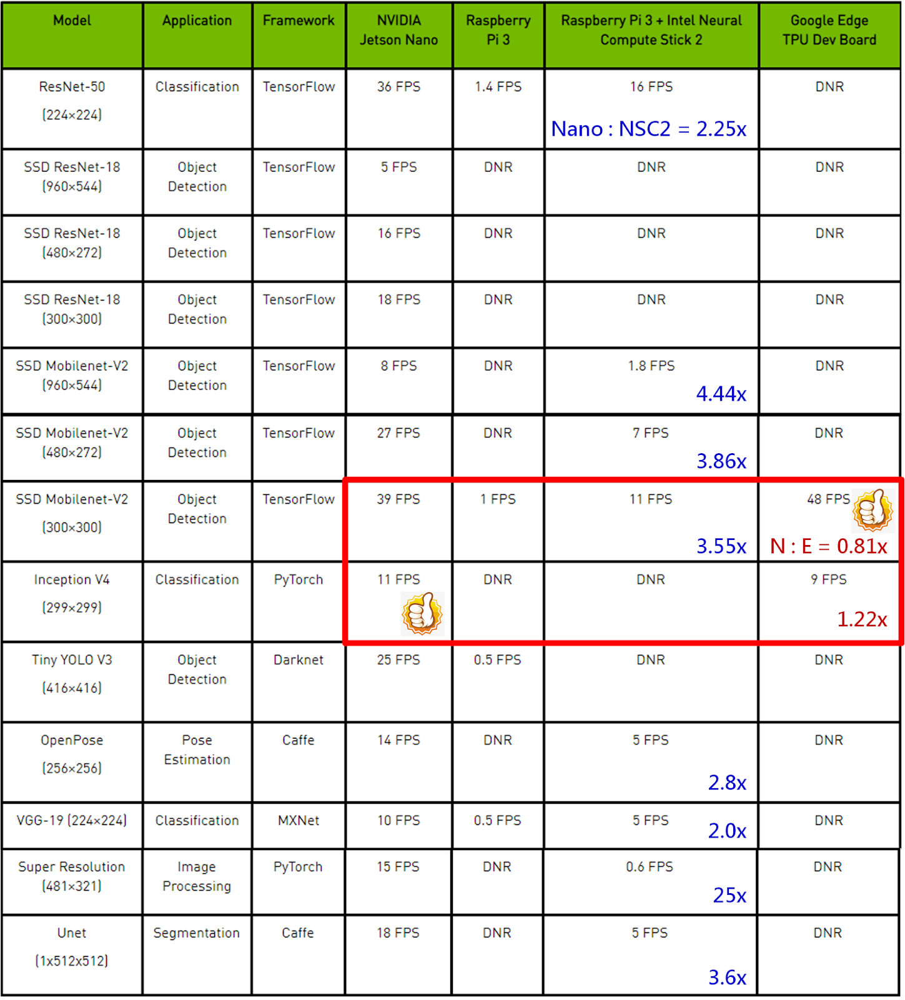 Model Application Framework NVIDIA Jetson Nano Raspberry Pi 3 Raspberry Pi 3 + Intel Neural Compute Stick 2 Google Edge TPU Dev Board
ResNet-50 (224×224) Classification TensorFlow 36 FPS 1.4 FPS 16 FPS DNR
Nano : NSC2 = 2.25x
SSD ResNet-18 (960×544) Object Detection TensorFlow 5 FPS DNR DNR DNR
SSD ResNet-18 (480×272) Object Detection TensorFlow 16 FPS DNR DNR DNR
SSD ResNet-18 (300×300) Object Detection TensorFlow 18 FPS DNR DNR DNR
SSD Mobilenet-V2 (960×544) Object Detection TensorFlow 8 FPS DNR 1.8 FPS DNR
4.44x
SSD Mobilenet-V2 (480×272) Object Detection TensorFlow 27 FPS DNR 7 FPS DNR
3.86x
SSD Mobilenet-V2 (300×300) Object Detection TensorFlow 39 FPS 1 FPS 11 FPS 48 FPS
3.55x N : E = 0.81x
Inception V4 (299×299) Classification PyTorch 11 FPS DNR DNR 9 FPS
1.22x
Tiny YOLO V3 (416×416) Object Detection Darknet 25 FPS 0.5 FPS DNR DNR
OpenPose (256×256) Pose Estimation Caffe 14 FPS DNR 5 FPS DNR
2.8x
VGG-19 (224×224) Classification MXNet 10 FPS 0.5 FPS 5 FPS DNR
2.0x
Super Resolution (481×321) Image Processing PyTorch 15 FPS DNR 0.6 FPS DNR
25x
Unet (1x512x512) Segmentation Caffe 18 FPS DNR 5 FPS DNR
3.6x